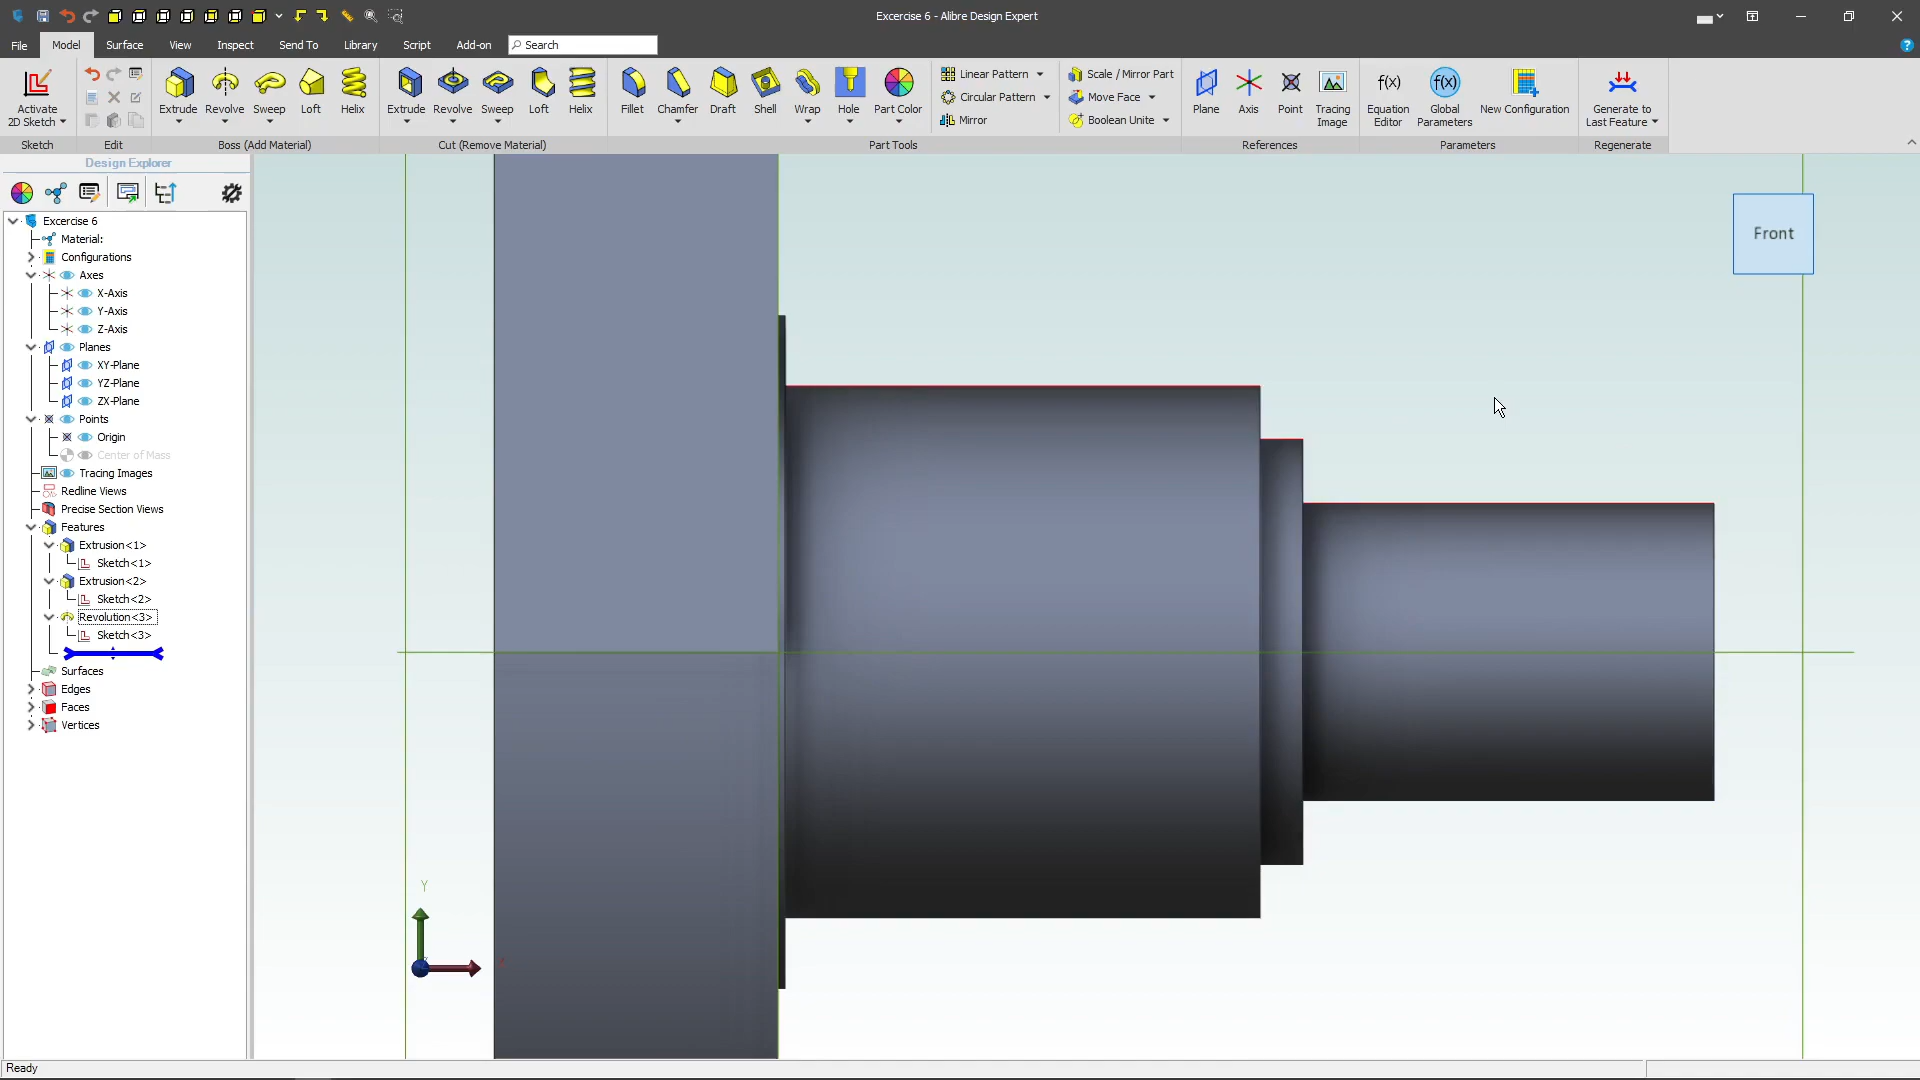 Excercise 6 - Alibre Design Expert
File Model Surface View Inspect Send To Library Script Add-on Search
Activate
2D Sketch
Extrude Revolve Sweep Loft Helix
Extrude Revolve Sweep Loft Helix
Fillet Chamfer Draft Shell Wrap Hole Part Color
Linear Pattern
Circular Pattern
Mirror
Scale / Mirror Part
Move Face
Boolean Unite
Plane Axis Point Tracing
Image
f(x) Equation
Editor
f(x) Global
Parameters
New Configuration
Generate to
Last Feature
Sketch Edit Boss (Add Material) Cut (Remove Material) Part Tools References Parameters Regenerate
Design Explorer
Excercise 6
Material:
Configurations
Axes
X-Axis
Y-Axis
Z-Axis
Planes
XY-Plane
YZ-Plane
ZX-Plane
Points
Origin
Center of Mass
Tracing Images
Redline Views
Precise Section Views
Features
Extrusion<1>
Sketch<1>
Extrusion<2>
Sketch<2>
Revolution<3>
Sketch<3>
Surfaces
Edges
Faces
Vertices
Front
Y
Ready